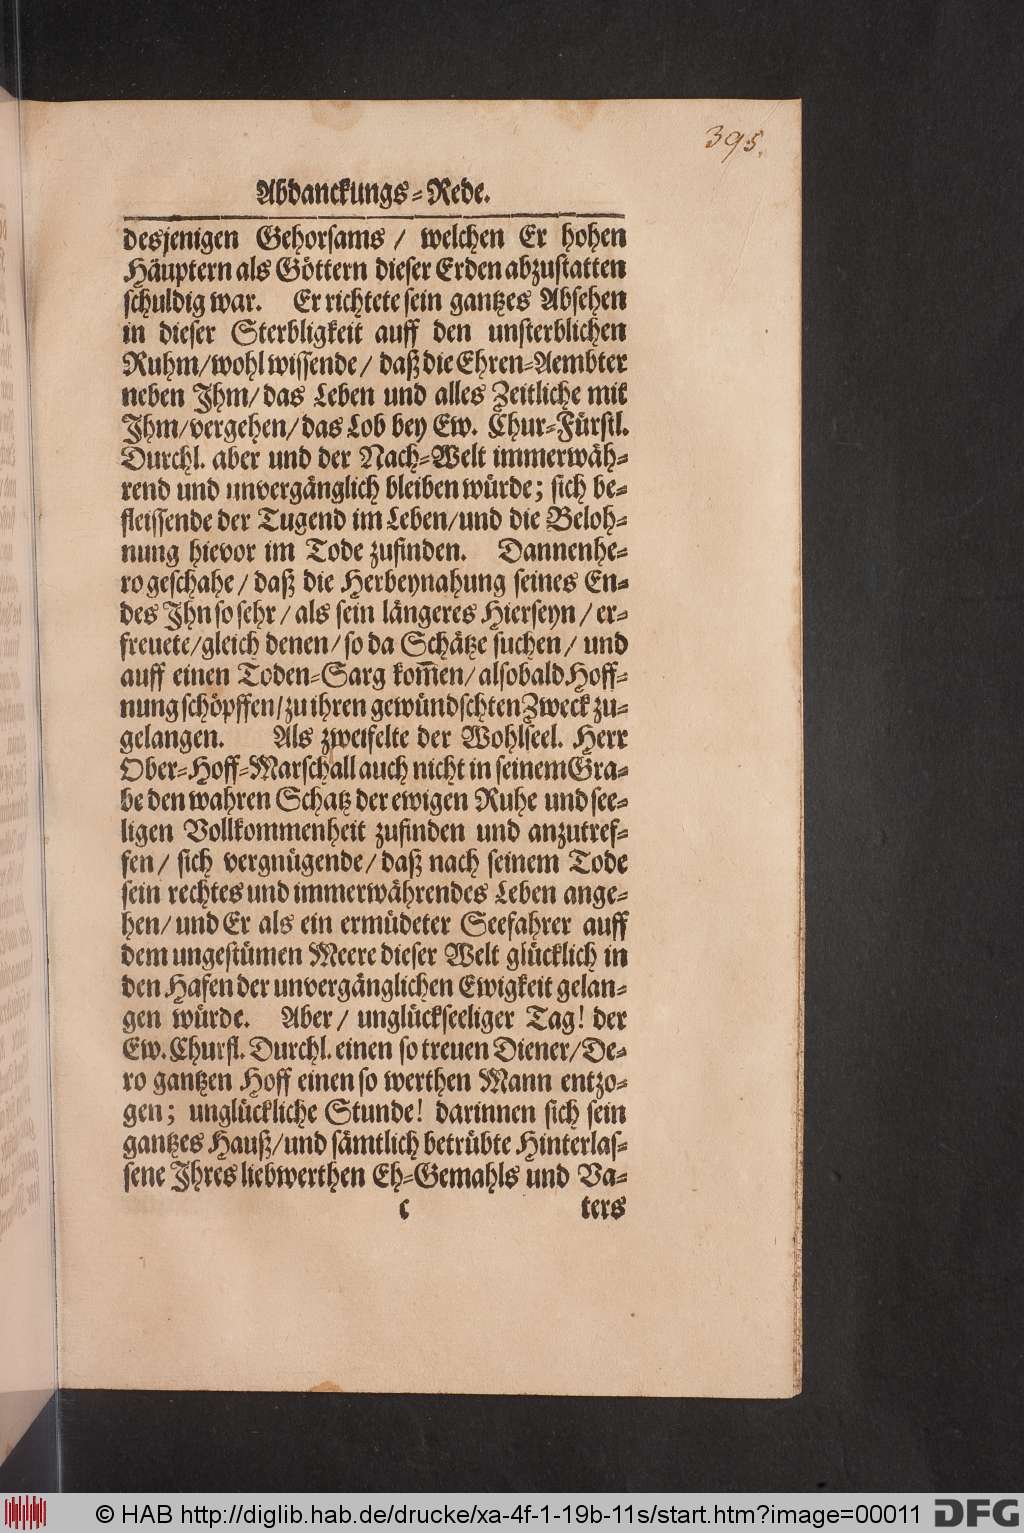 395.
Abdanckungs-Rede.
desjenigen Gehorsams / welchen Er hohen
Häuptern als Göttern dieser Erden abzustatten
schuldig war. Er richtete sein gantzes Absehen
in dieser Sterbligkeit auff den unsterblichen
Ruhm/wohl wissende / daß die Ehren-Aembter
neben Ihm/ das Leben und alles Zeitliche mit
Ihm/vergehen/das Lob bey Ew. Chur-Fürstl.
Durchl. aber und der Nach-Welt immerwäh-
rend und unvergänglich bleiben würde; sich be-
fleissende der Tugend im Leben/und die Beloh-
nung hievor im Tode zufinden. Dannenhe-
ro geschahe / daß die Herbeynahung seines En-
des Ihn so sehr / als sein längeres Hierseyn / er-
freuete/gleich denen/ so da Schätze suchen / und
auff einen Toden-Sarg kom̃en/ alsobald Hoff-
nung schöpffen/zu ihren gewündschten Zweck zu-
gelangen. Als zweifelte der Wohlseel. Herr
Ober-Hoff-Marschall auch nicht in seinem Gra-
be den wahren Schatz der ewigen Ruhe und see-
ligen Vollkommenheit zufinden und anzutref-
fen/ sich vergnügende/ daß nach seinem Tode
sein rechtes und immerwährendes Leben ange-
hen/ und Er als ein ermüdeter Seefahrer auff
dem ungestümen Meere dieser Welt glücklich in
den Hafen der unvergänglichen Ewigkeit gelan-
gen würde. Aber / unglückseeliger Tag! der
Ew. Churfl. Durchl. einen so treuen Diener/De-
ro gantzen Hoff einen so werthen Mann entzo-
gen; unglückliche Stunde! darinnen sich sein
gantzes Hauß/und sämtlich betrübte Hinterlas-
sene Ihres liebwerthen Eh-Gemahls und Va-
c ters
© HAB http://diglib.hab.de/drucke/xa-4f-1-19b-11s/start.htm?image=00011
DFG